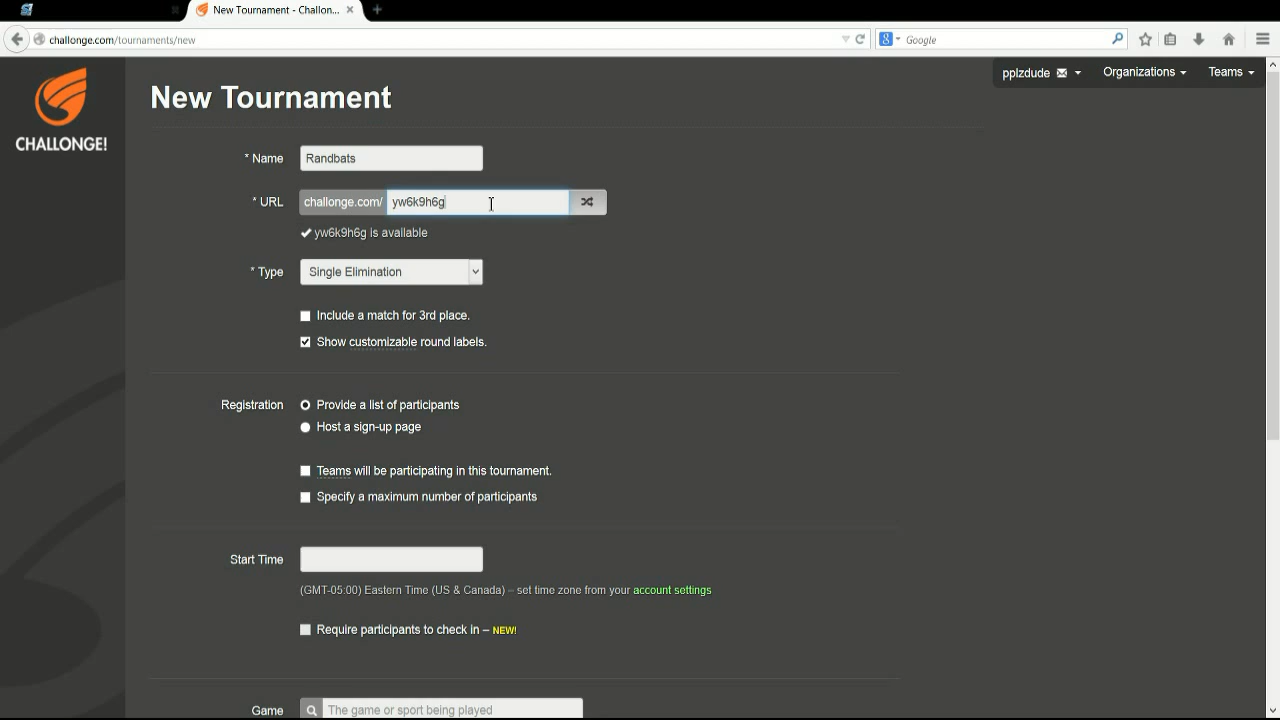 New Tournament - Challon...
challonge.com/tournaments/new
Google
pplzdude
Organizations
Teams
CHALLONGE!
New Tournament
* Name Randbats
* URL challonge.com/ yw6k9h6g
yw6k9h6g is available
* Type Single Elimination
Include a match for 3rd place.
Show customizable round labels.
Registration Provide a list of participants
Host a sign-up page
Teams will be participating in this tournament.
Specify a maximum number of participants
Start Time
(GMT-05:00) Eastern Time (US & Canada) – set time zone from your account settings
Require participants to check in – NEW!
Game The game or sport being played